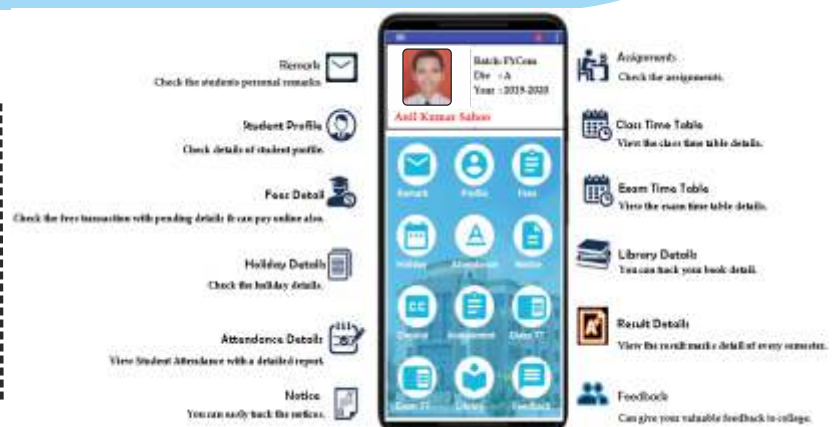 Remark
Check the students personal remarks.
Student Profile
Check details of student profile.
Fees Detail
Check the fees transaction with pending details & can pay online also.
Holiday Details
Check the holiday details.
Attendance Details
View Student Attendance with a detailed report.
Notice
You can easily track the notices.
Batch: FYCom
Div : A
Year : 2019-2020
Anil Kumar Sahoo
Remark Profile Fees
Holiday Attendance Notice
CC
Assignment Class TT
Exam TT Library Feedback
Assignments
Check the assignments.
Class Time Table
View the class time table details.
Exam Time Table
View the exam time table details.
Library Details
You can track your book detail.
Result Details
View the result marks detail of every semester.
Feedback
Can give your valuable feedback to college.